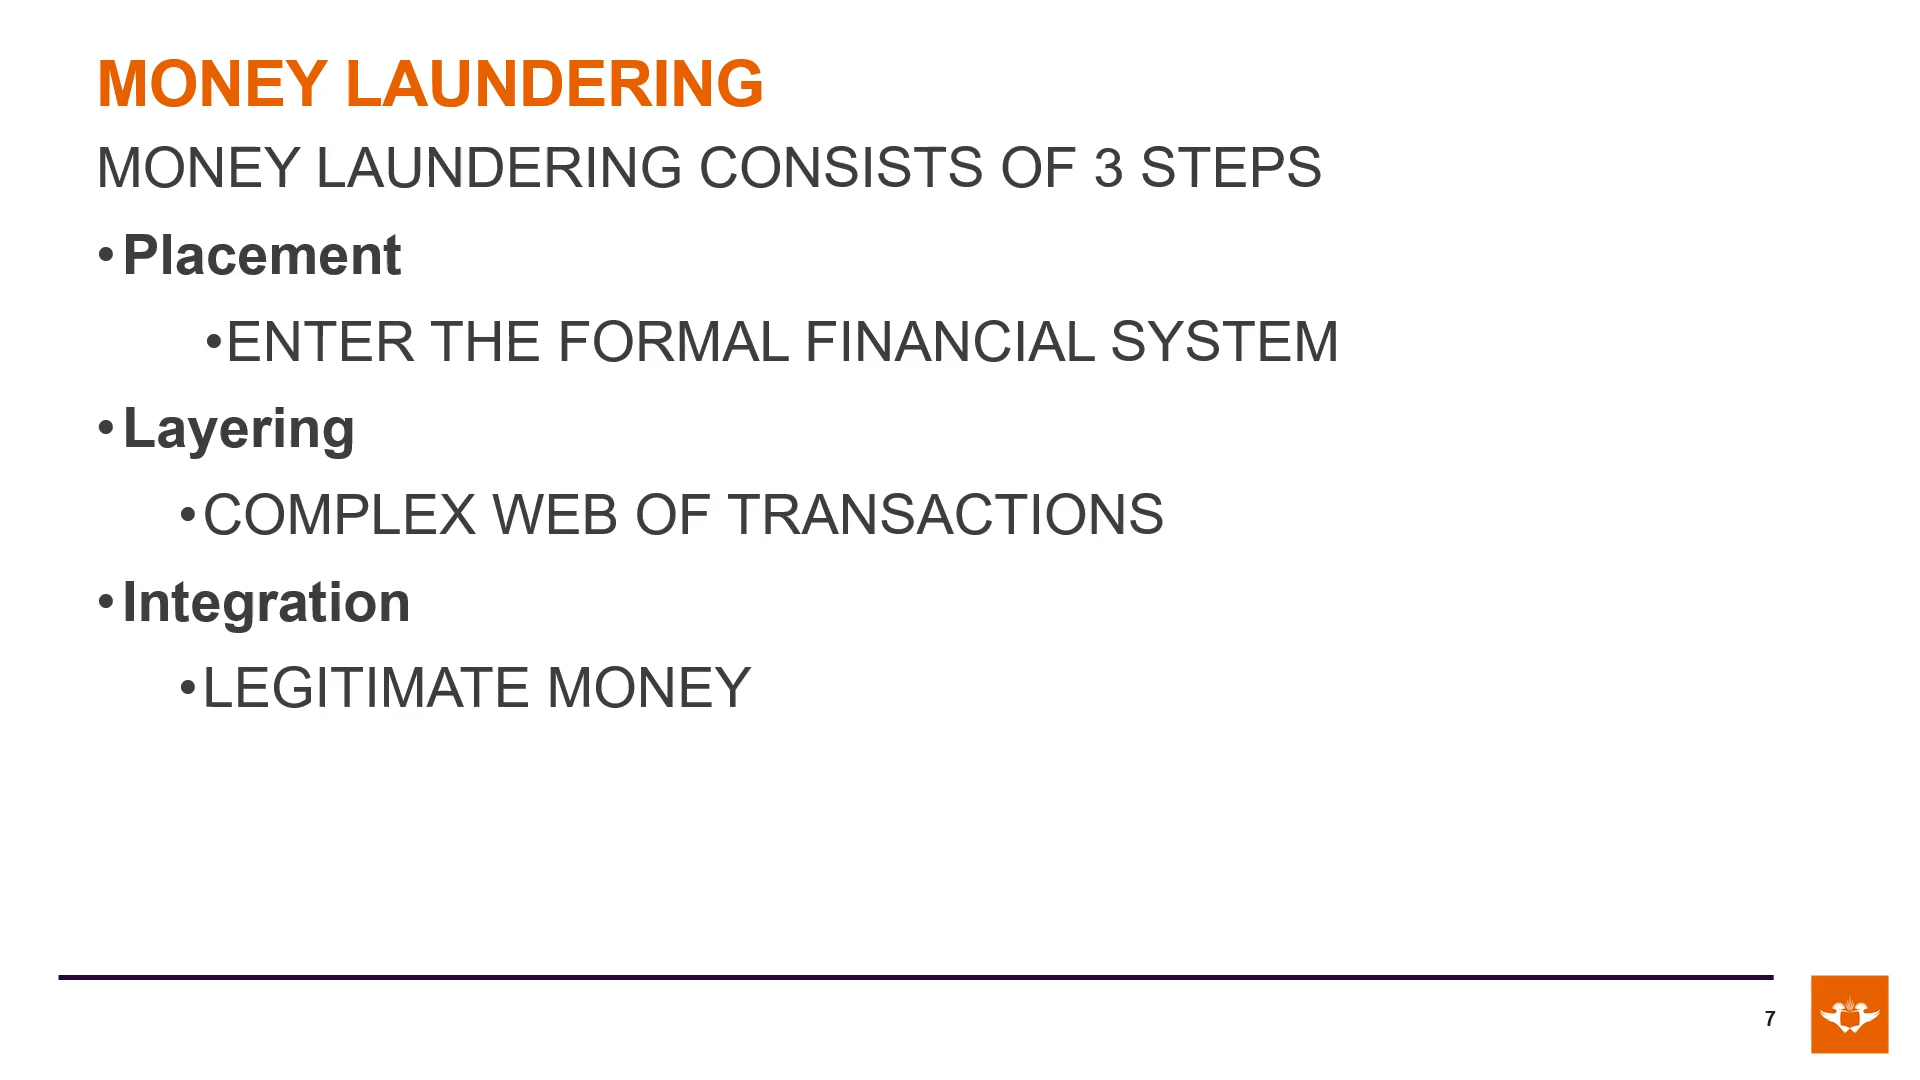 MONEY LAUNDERING
MONEY LAUNDERING CONSISTS OF 3 STEPS
•Placement
•ENTER THE FORMAL FINANCIAL SYSTEM
•Layering
•COMPLEX WEB OF TRANSACTIONS
•Integration
•LEGITIMATE MONEY
7